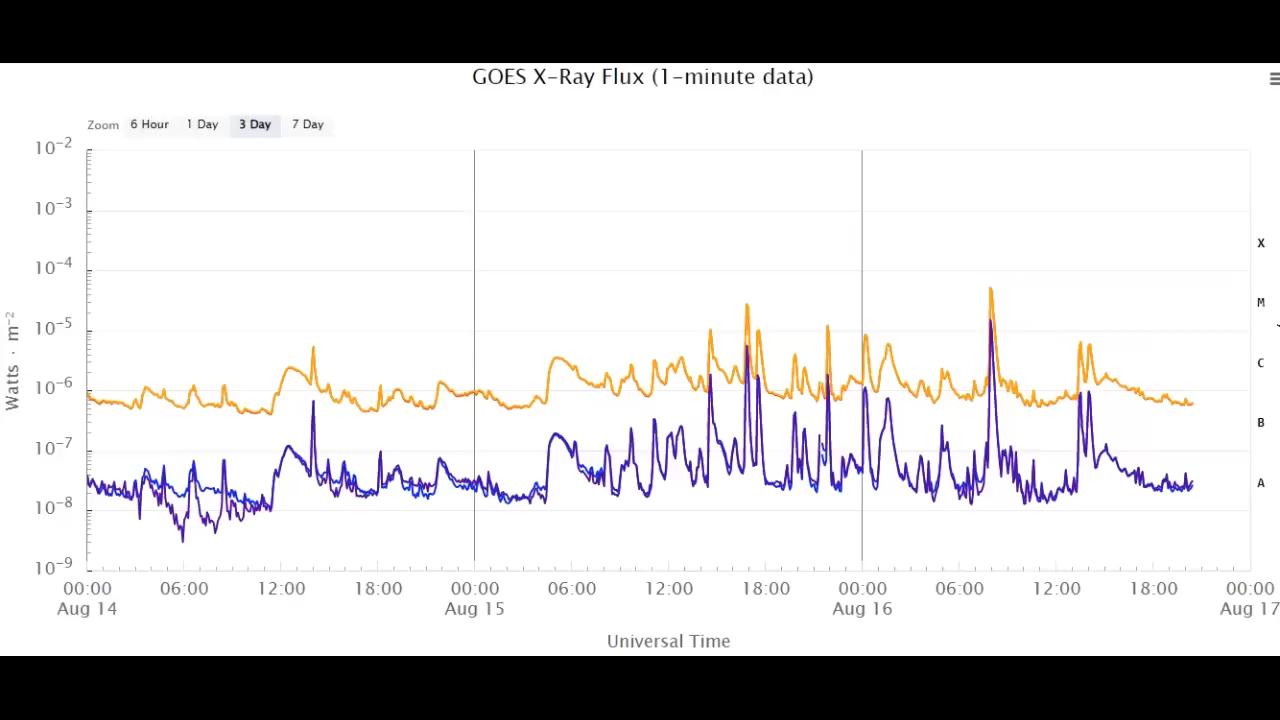 GOES X-Ray Flux (1-minute data)
Zoom 6 Hour 1 Day 3 Day 7 Day
10⁻²
10⁻³
10⁻⁴
10⁻⁵
10⁻⁶
10⁻⁷
10⁻⁸
10⁻⁹
Watts · m⁻²
X
M
C
B
A
00:00 06:00 12:00 18:00 00:00 06:00 12:00 18:00 00:00 06:00 12:00 18:00 00:00
Aug 14 Aug 15 Aug 16 Aug 17
Universal Time